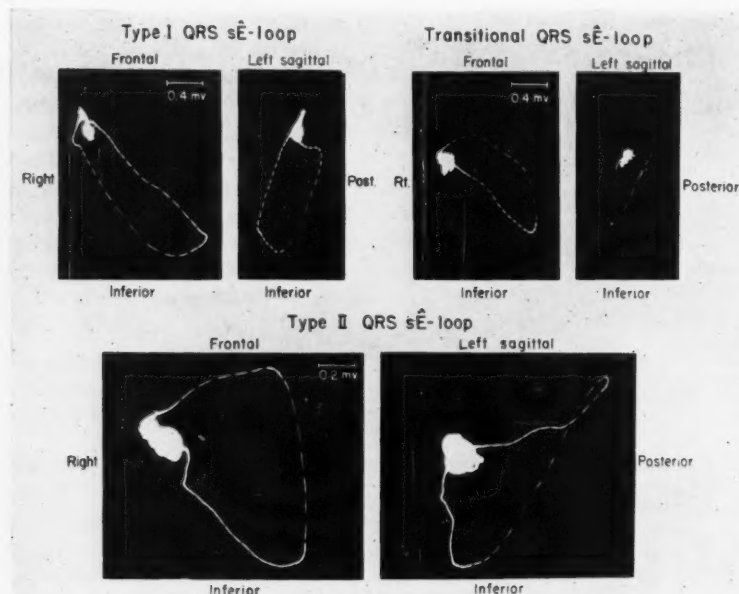 Type I QRS sÊ-loop
Transitional QRS sÊ-loop
Frontal
Left sagittal
Frontal
Left sagittal
0.4 mv
0.4 mv
Right
Post.
Rt.
Posterior
Inferior
Inferior
Inferior
Inferior
Type II QRS sÊ-loop
Frontal
Left sagittal
0.2 mv
Right
Posterior
Inferior
Inferior